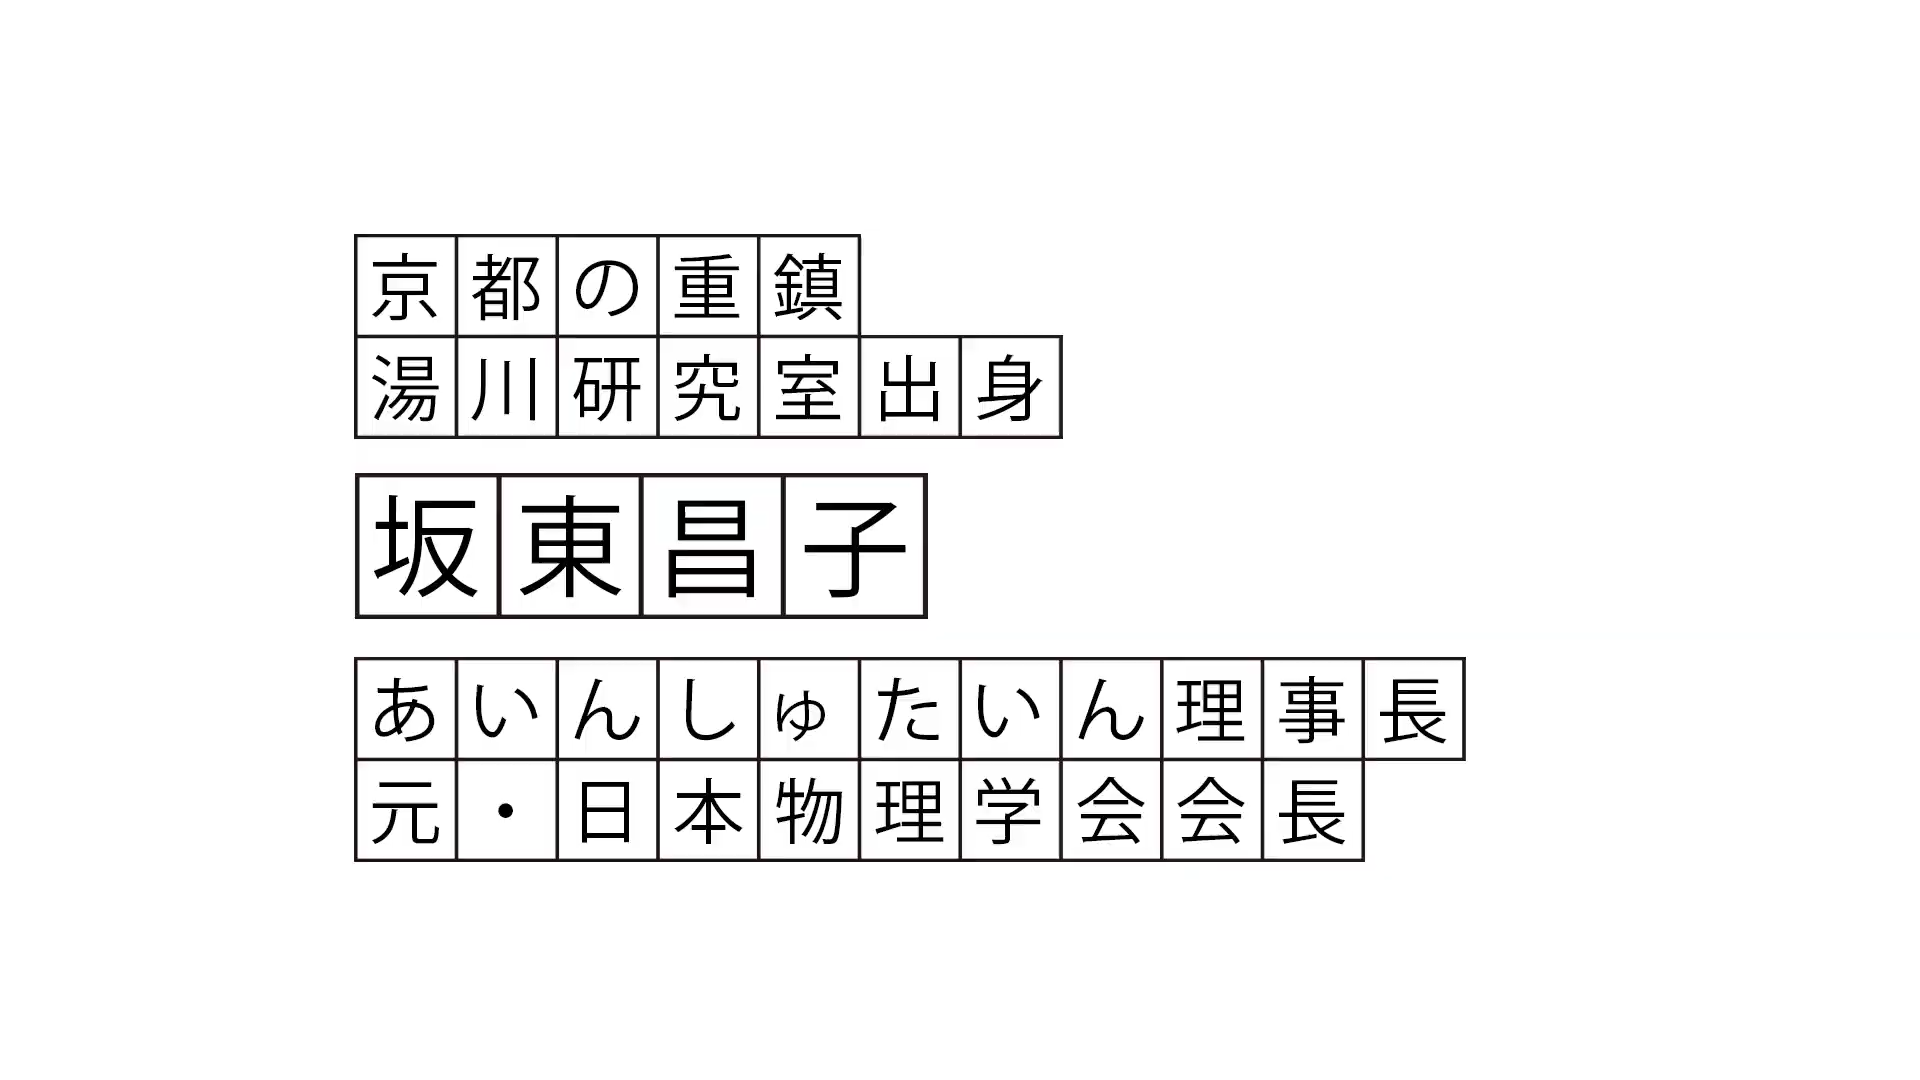 京都の重鎮
湯川研究室出身
坂東昌子
あいんしゅたいん理事長
元・日本物理学会会長